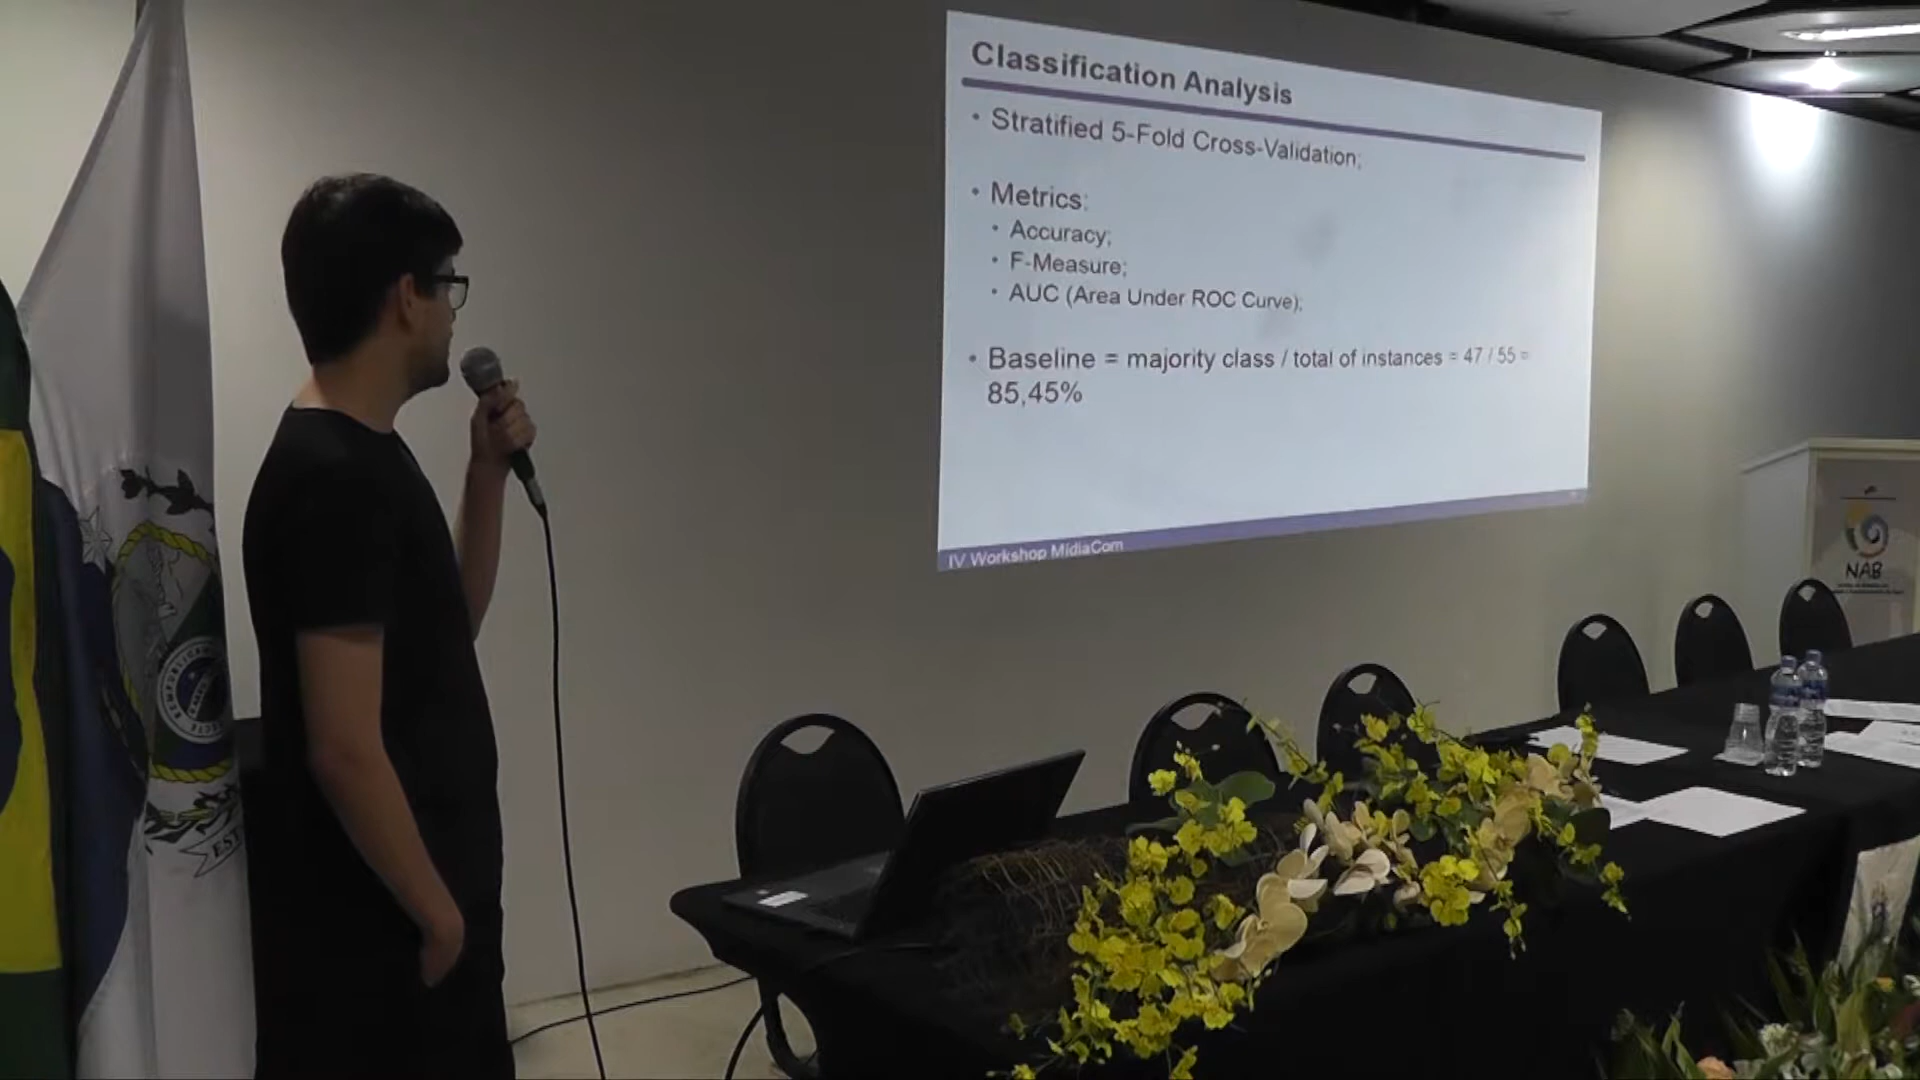 Classification Analysis
• Stratified 5-Fold Cross-Validation;
• Metrics:
• Accuracy;
• F-Measure;
• AUC (Area Under ROC Curve);
• Baseline = majority class / total of instances = 47 / 55 =
85,45%
IV Workshop MídiaCom
NAB